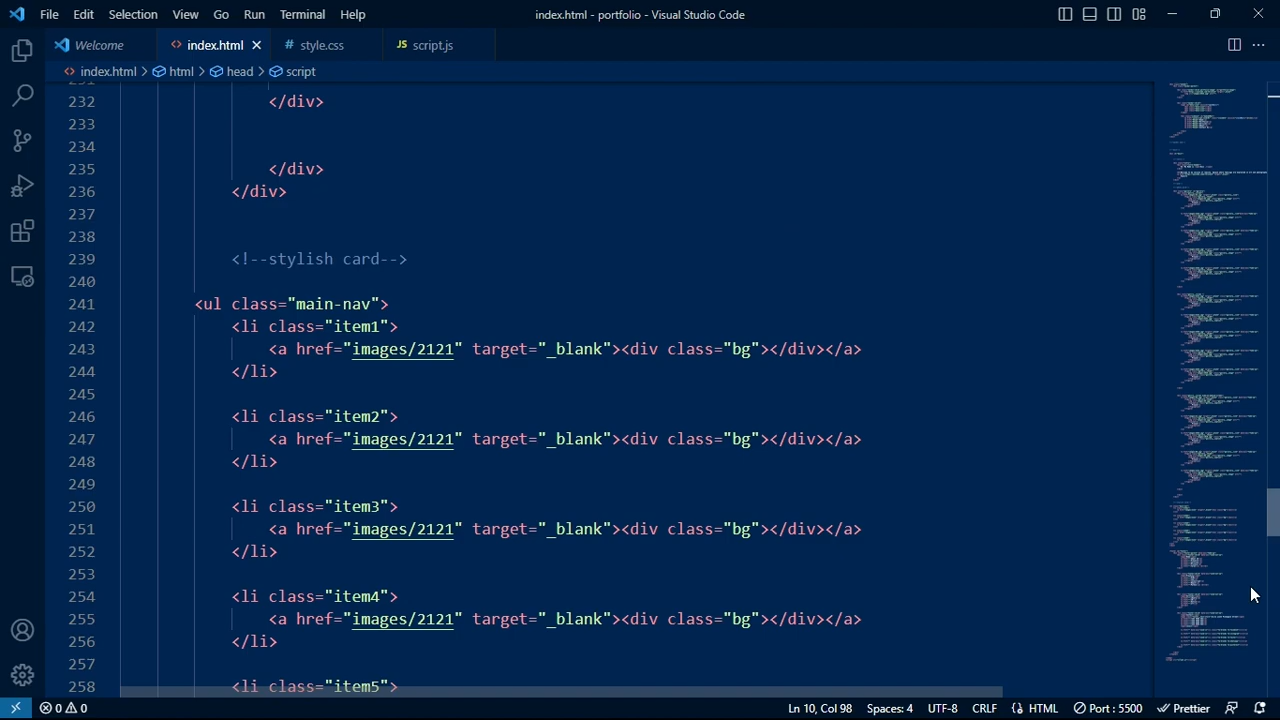 File Edit Selection View Go Run Terminal Help index.html - portfolio - Visual Studio Code
Welcome <> index.html # style.css JS script.js
<> index.html > html > head > script
231
232 </div>
233
234
235 </div>
236 </div>
237
238
239 <!--stylish card-->
240
241 <ul class="main-nav">
242 <li class="item1">
243 <a href="images/2121" target="_blank"><div class="bg"></div></a>
244 </li>
245
246 <li class="item2">
247 <a href="images/2121" target="_blank"><div class="bg"></div></a>
248 </li>
249
250 <li class="item3">
251 <a href="images/2121" target="_blank"><div class="bg"></div></a>
252 </li>
253
254 <li class="item4">
255 <a href="images/2121" target="_blank"><div class="bg"></div></a>
256 </li>
257
258 <li class="item5">
0 0 Ln 10, Col 98 Spaces: 4 UTF-8 CRLF HTML Port : 5500 Prettier